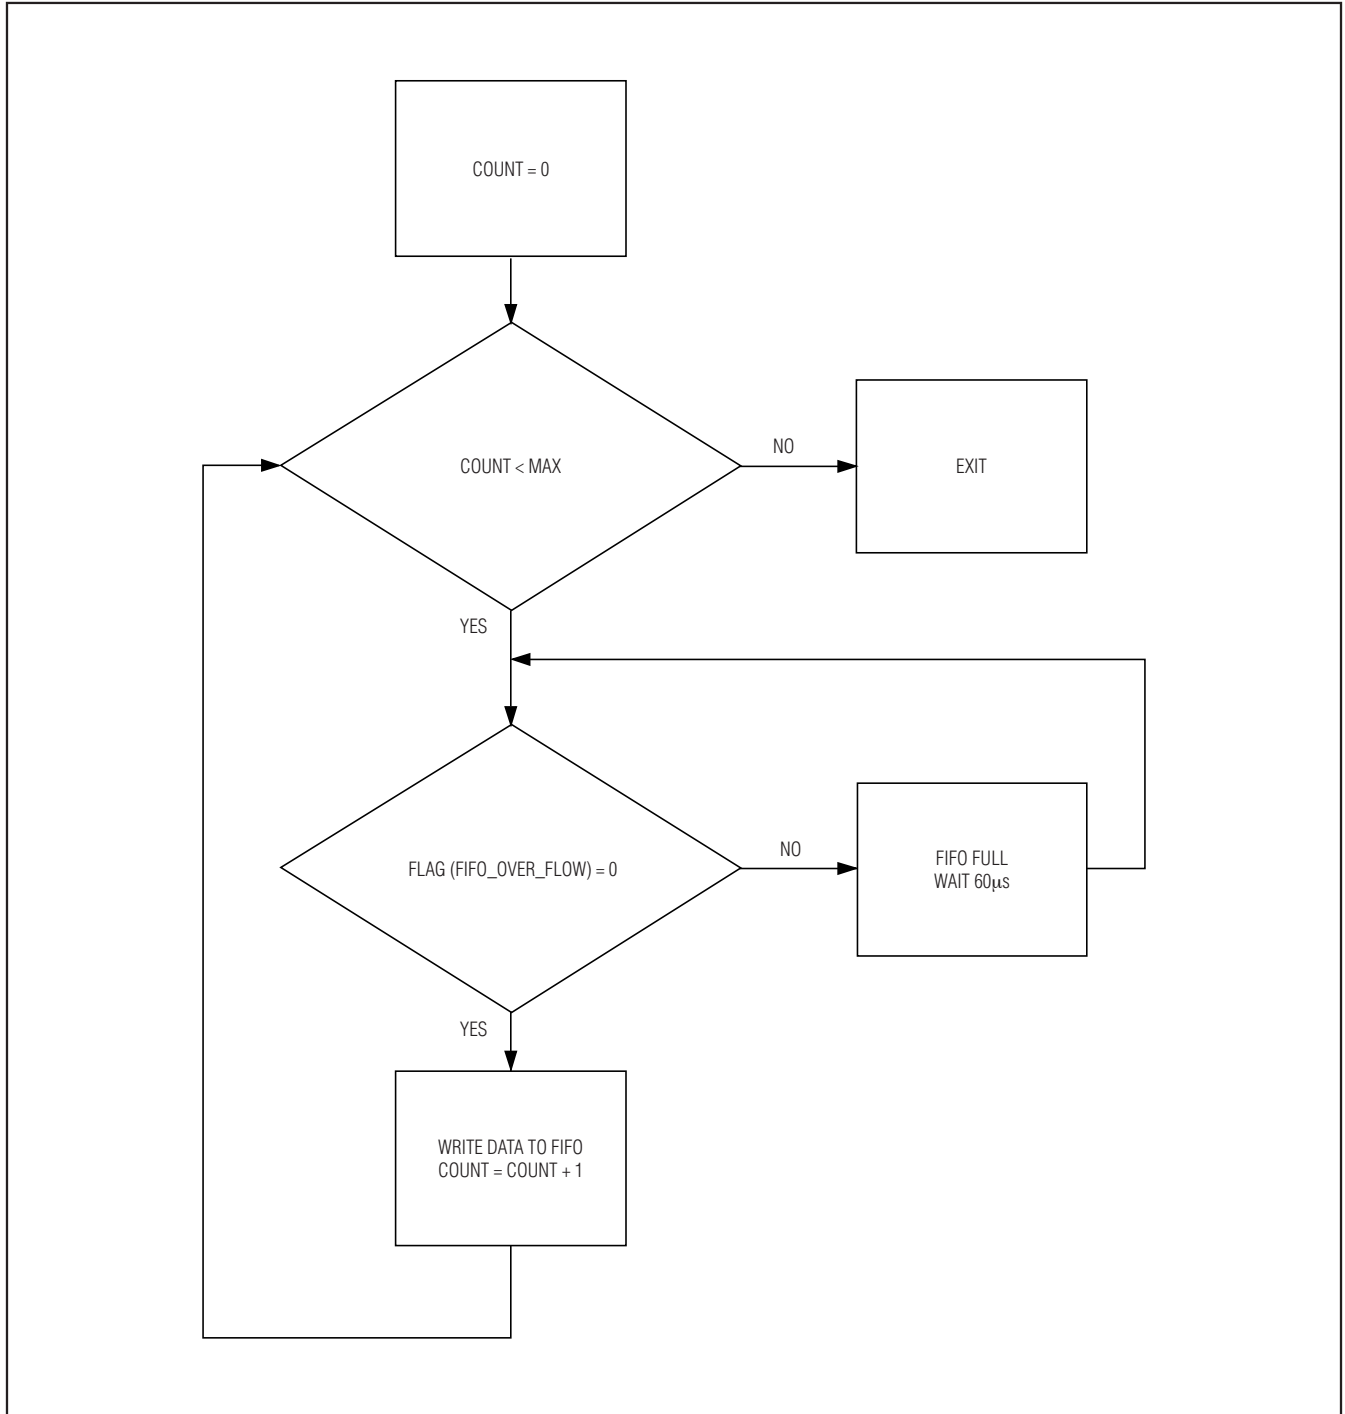 COUNT = 0
COUNT < MAX
NO
EXIT
YES
FLAG (FIFO_OVER_FLOW) = 0
NO
FIFO FULL
WAIT 60μs
YES
WRITE DATA TO FIFO
COUNT = COUNT + 1